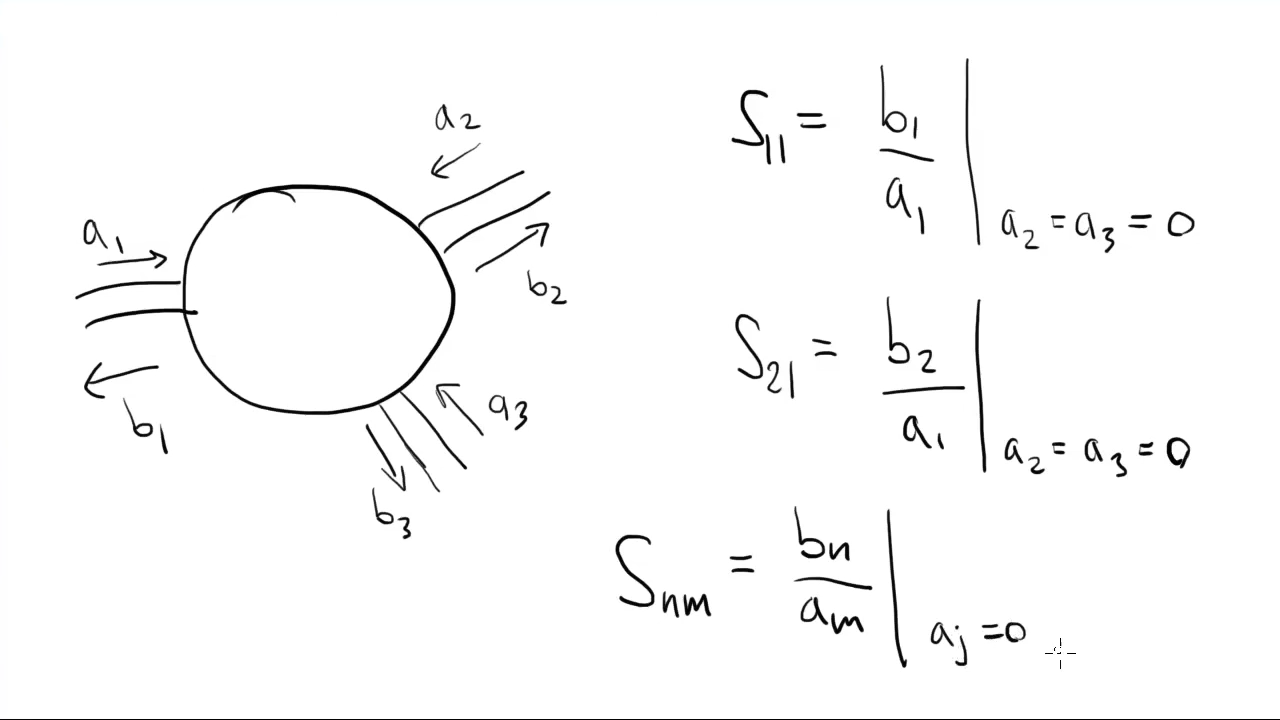 a₂
a₁
b₂
b₁
a₃
b₃
S₁₁ = b₁ / a₁ | a₂ = a₃ = 0
S₂₁ = b₂ / a₁ | a₂ = a₃ = 0
Sₙₘ = bₙ / aₘ | aⱼ = 0